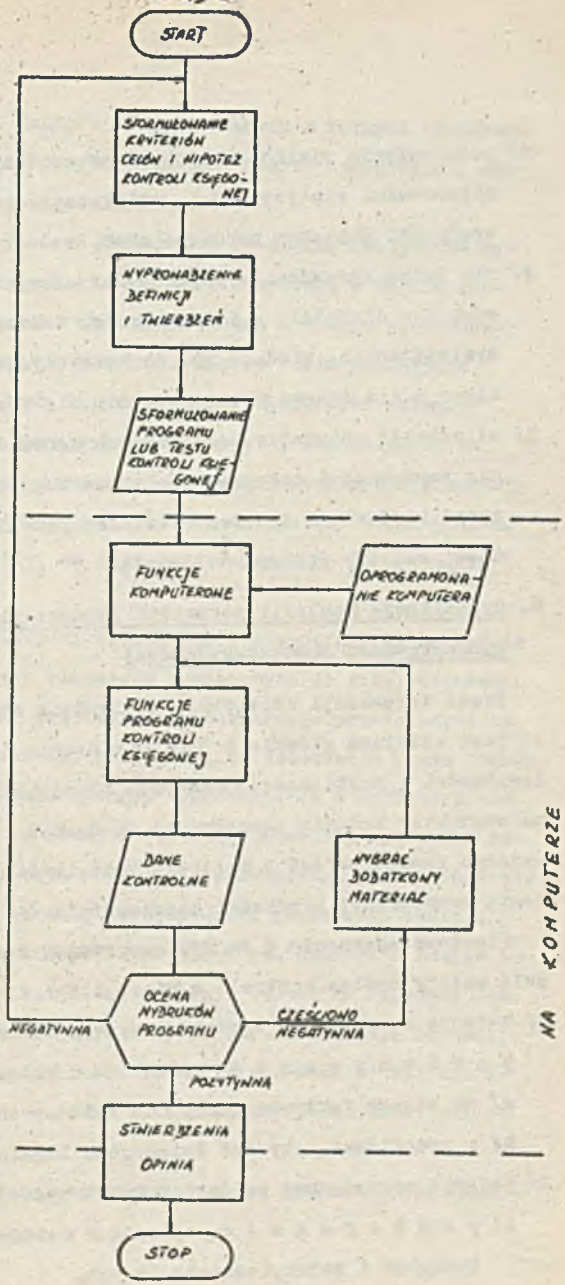 START
SFORMUŁOWANIE
KRYTERIÓW
CELÓW I HIPOTEZ
KONTROLI KSIĘGO-
WEJ
WYPROWADZENIE
DEFINICJI
I TWIERDZEŃ
SFORMUŁOWANIE
PROGRAMU
LUB TESTU
KONTROLI KSIĘ-
GOWEJ
FUNKCJE
KOMPUTEROWE
OPROGRAMOWA-
NIE KOMPUTERA
FUNKCJE
PROGRAMU
KONTROLI
KSIĘGOWEJ
DANE
KONTROLNE
WYBRAĆ
DODATKOWY
MATERIAŁ
NA KOMPUTERZE
OCENA
WYDRUKÓW
PROGRAMU
NEGATYWNA
CZĘŚCIOWO
NEGATYWNA
POZYTYWNA
STWIERDZENIA
OPINIA
STOP